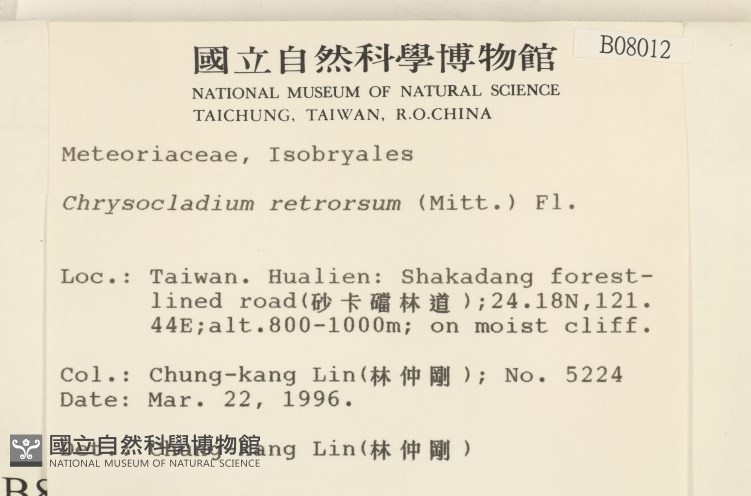 B08012
國立自然科學博物館
NATIONAL MUSEUM OF NATURAL SCIENCE
TAICHUNG, TAIWAN, R.O.CHINA
Meteoriaceae, Isobryales
Chrysocladium retrorsum (Mitt.) Fl.
Loc.: Taiwan. Hualien: Shakadang forest-
lined road(砂卡礑林道);24.18N,121.
44E;alt.800-1000m; on moist cliff.
Col.: Chung-kang Lin(林仲剛); No. 5224
Date: Mar. 22, 1996.
Det.: Chung-kang Lin(林仲剛)
國立自然科學博物館
NATIONAL MUSEUM OF NATURAL SCIENCE